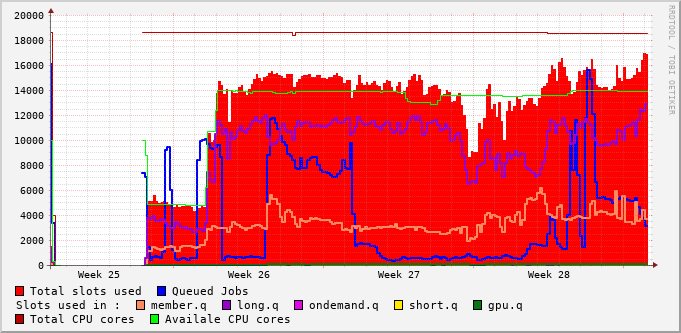 20000
18000
16000
14000
12000
10000
8000
6000
4000
2000
0
Week 25 Week 26 Week 27 Week 28
Total slots used Queued Jobs
Slots used in : member.q long.q ondemand.q short.q gpu.q
Total CPU cores Availale CPU cores
RRDTOOL / TOBI OETIKER